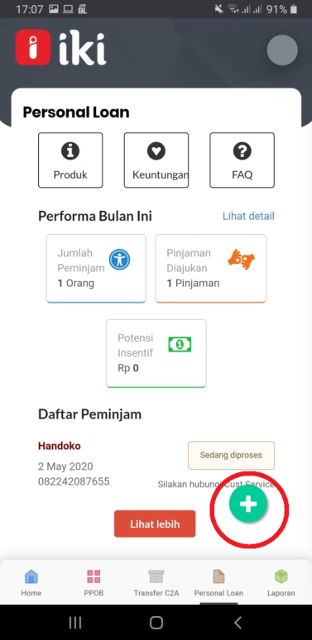 17:07
91%
iki
Personal Loan
Produk
Keuntungan
FAQ
Performa Bulan Ini
Lihat detail
Jumlah
Peminjam
1 Orang
Pinjaman
Diajukan
1 Pinjaman
Potensi
Insentif
Rp 0
Daftar Peminjam
Handoko
Sedang diproses
2 May 2020
082242087655
Silakan hubungi Cust Service
Lihat lebih
Home
PPOB
Transfer C2A
Personal Loan
Laporan